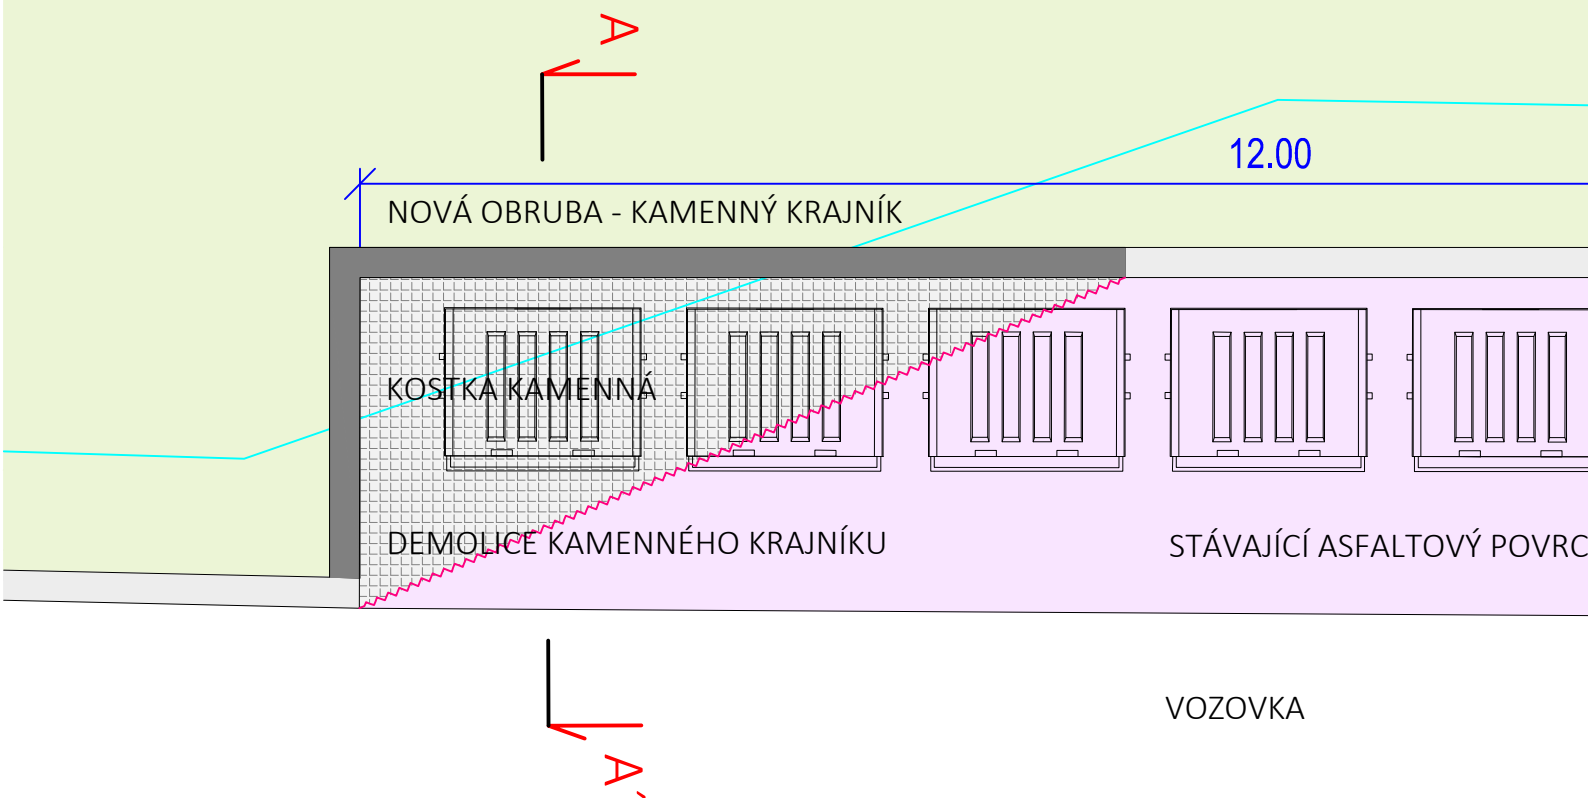 A
12.00
NOVÁ OBRUBA - KAMENNÝ KRAJNÍK
KOSTKA KAMENNÁ
DEMOLICE KAMENNÉHO KRAJNÍKU
STÁVAJÍCÍ ASFALTOVÝ POVRC
VOZOVKA
A´